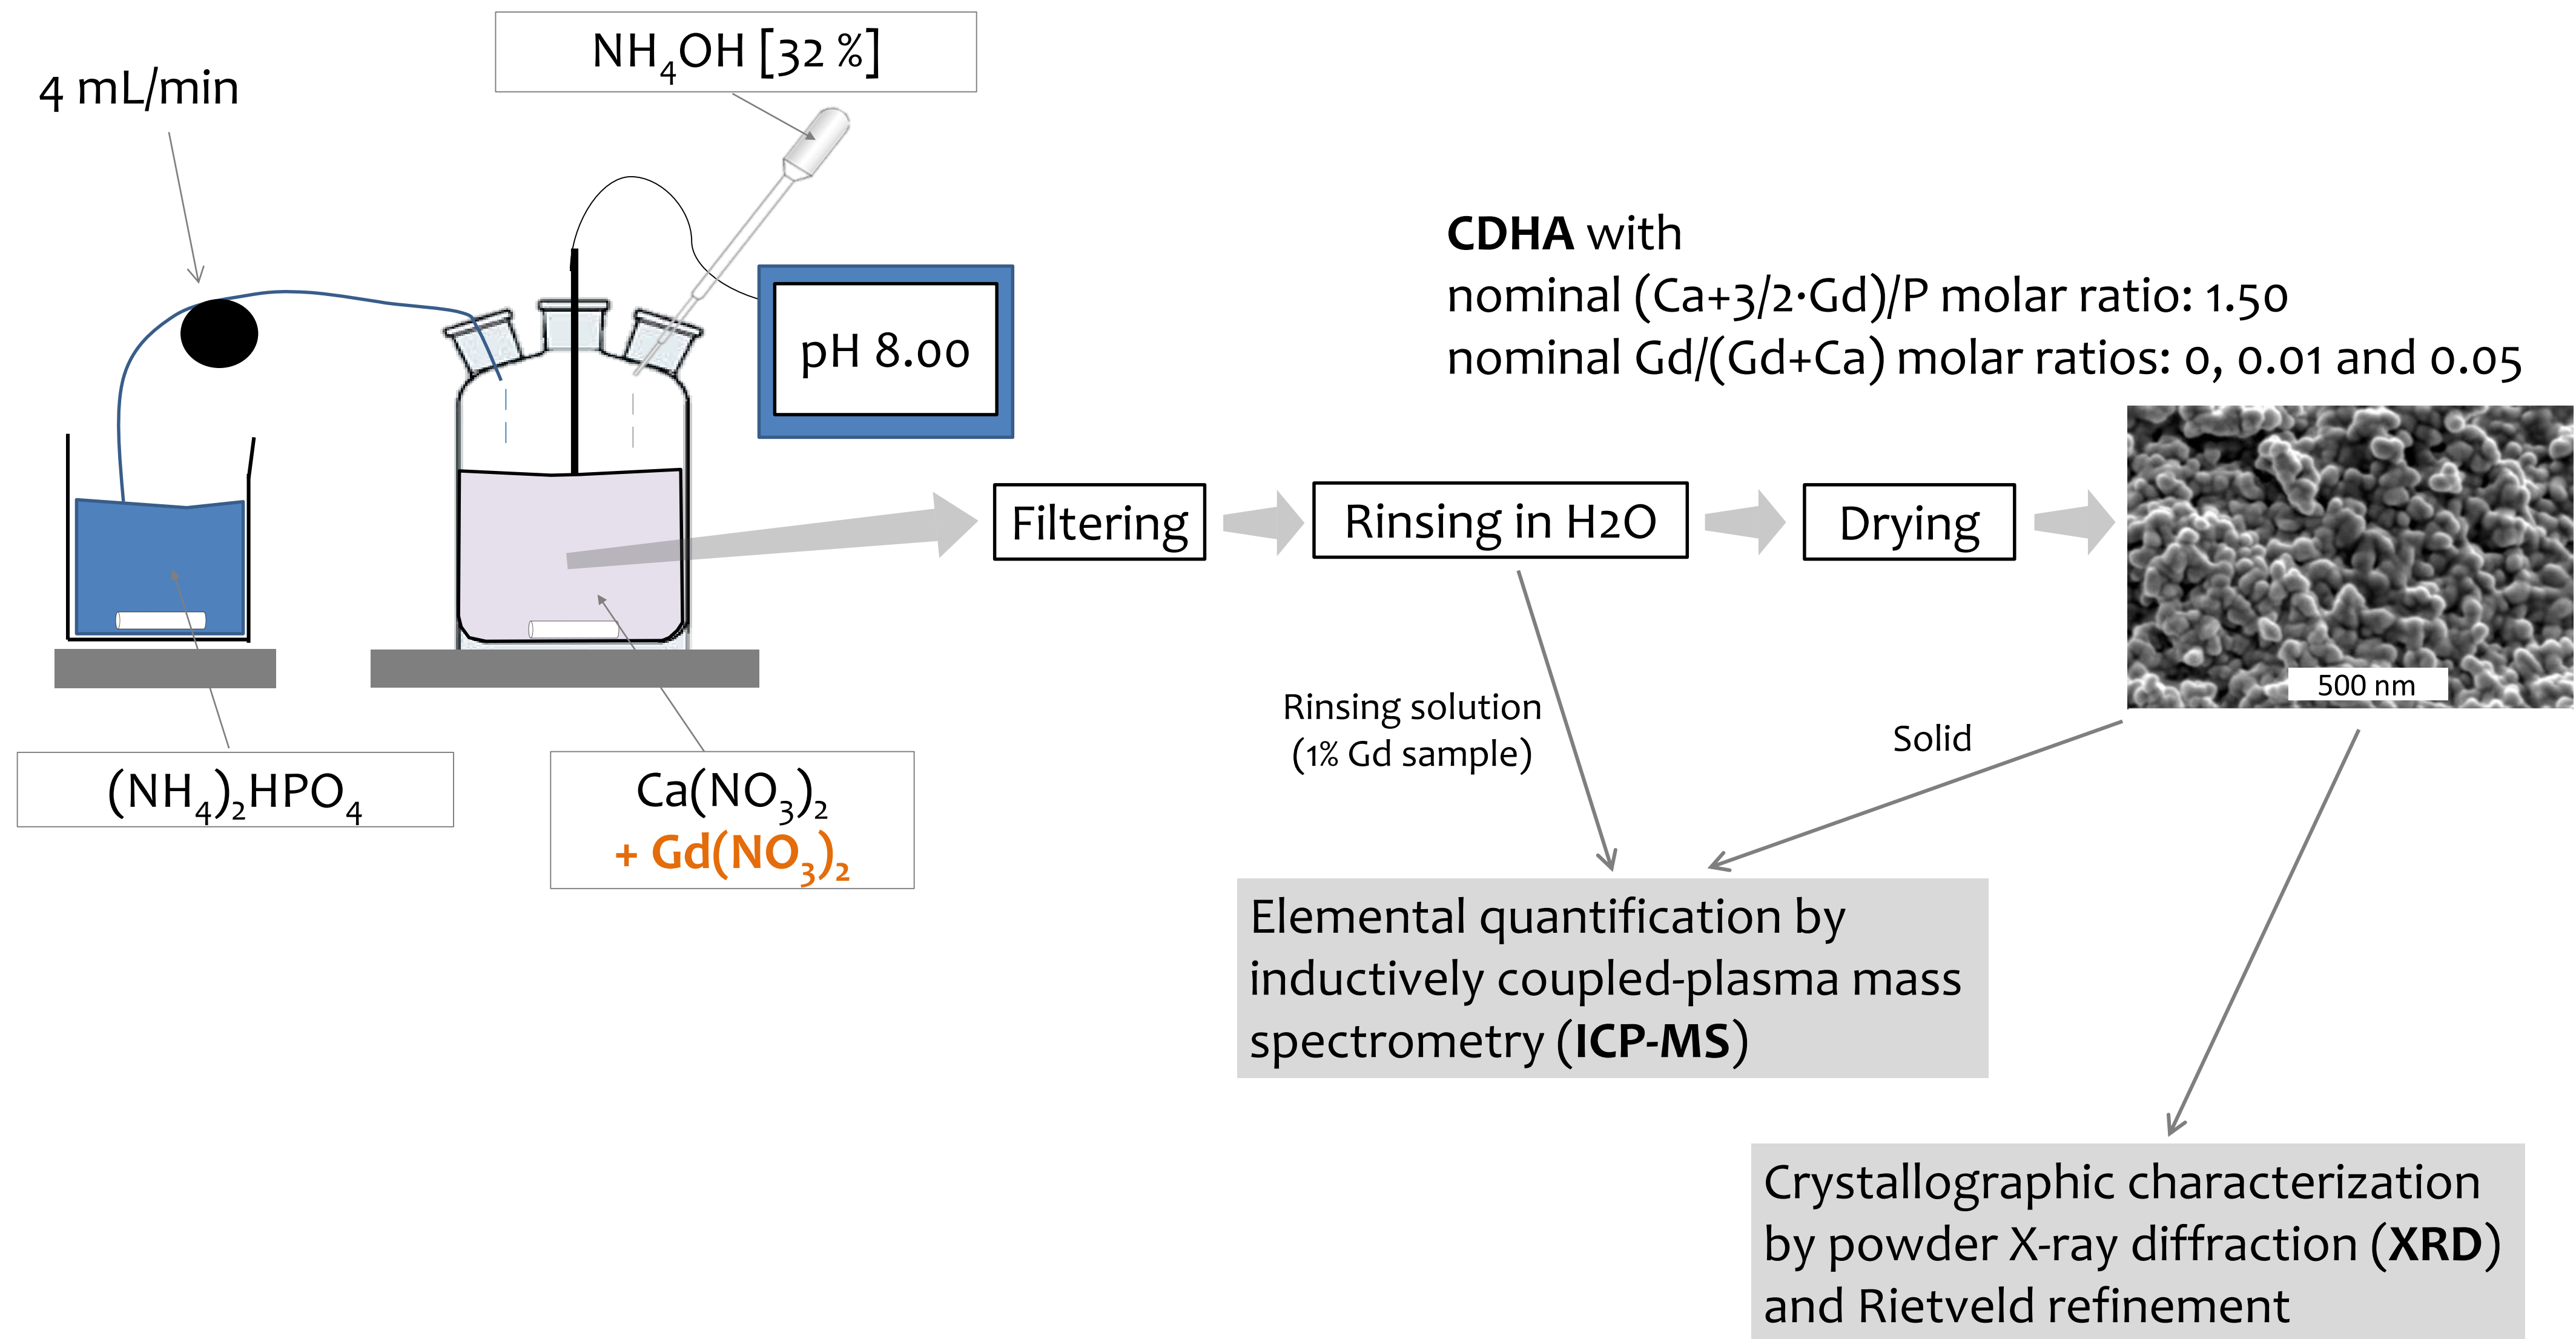 4 mL/min
NH₄OH [32 %]
pH 8.00
CDHA with
nominal (Ca+3/2·Gd)/P molar ratio: 1.50
nominal Gd/(Gd+Ca) molar ratios: 0, 0.01 and 0.05
Filtering
Rinsing in H2O
Drying
500 nm
Rinsing solution
(1% Gd sample)
Solid
(NH₄)₂HPO₄
Ca(NO₃)₂
+ Gd(NO₃)₂
Elemental quantification by
inductively coupled-plasma mass
spectrometry (ICP-MS)
Crystallographic characterization
by powder X-ray diffraction (XRD)
and Rietveld refinement